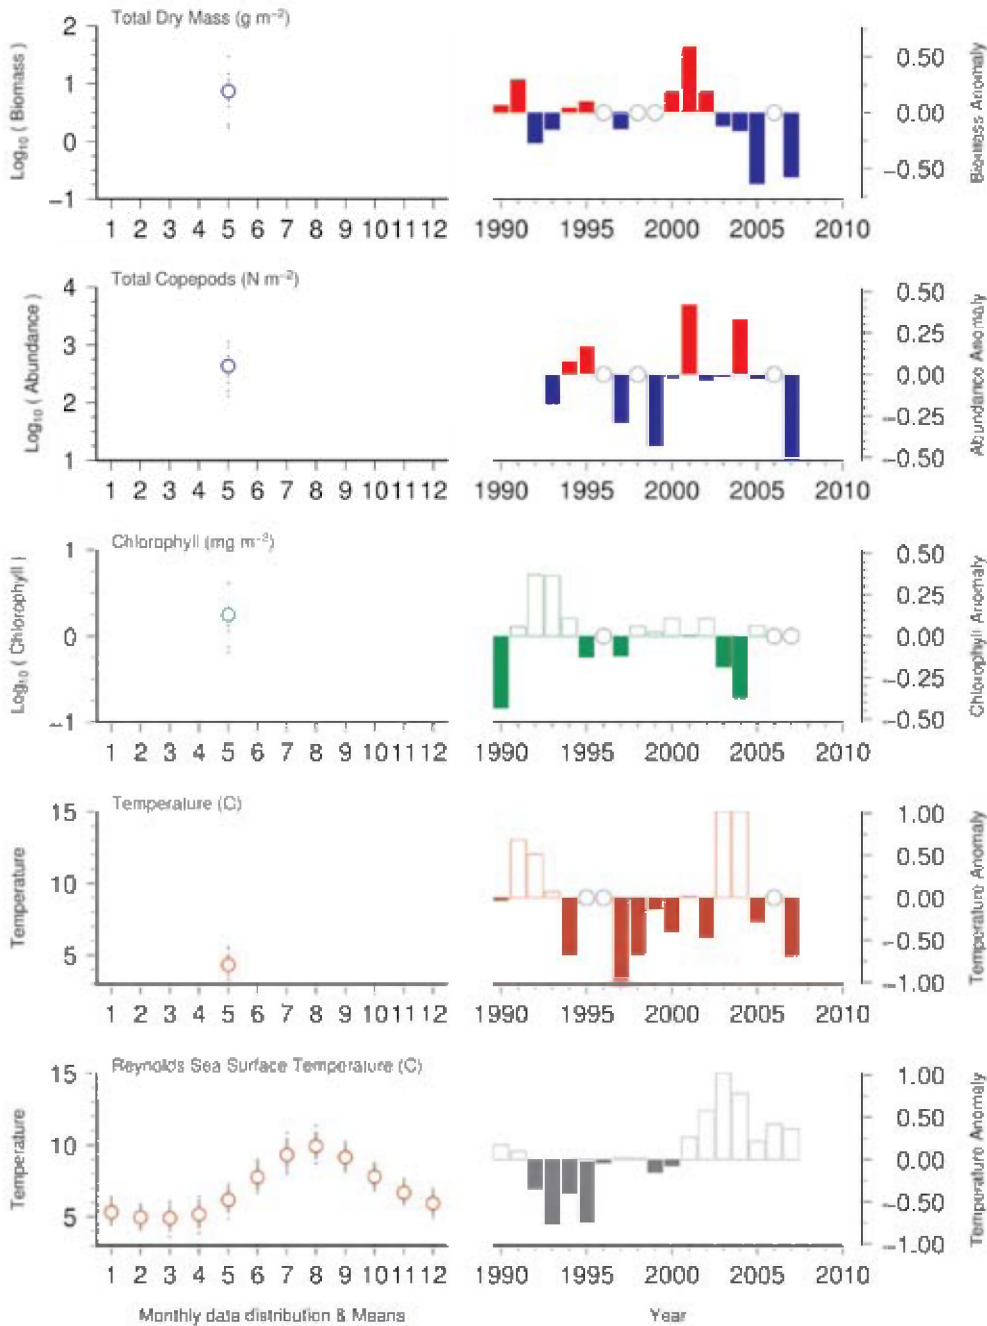 Total Dry Mass (g m⁻²)
Log₁₀ ( Biomass )
2
1
0
−1
1 2 3 4 5 6 7 8 9 10 11 12
0.50
0.00
−0.50
Biomass Anomaly
1990 1995 2000 2005 2010
Total Copepods (N m⁻²)
Log₁₀ ( Abundance )
4
3
2
1
1 2 3 4 5 6 7 8 9 10 11 12
0.50
0.25
0.00
−0.25
−0.50
Abundance Anomaly
1990 1995 2000 2005 2010
Chlorophyll (mg m⁻³)
Log₁₀ ( Chlorophyll )
1
0
−1
1 2 3 4 5 6 7 8 9 10 11 12
0.50
0.25
0.00
−0.25
−0.50
Chlorophyll Anomaly
1990 1995 2000 2005 2010
Temperature (C)
Temperature
15
10
5
1 2 3 4 5 6 7 8 9 10 11 12
1.00
0.50
0.00
−0.50
−1.00
Temperature Anomaly
1990 1995 2000 2005 2010
Reynolds Sea Surface Temperature (C)
Temperature
15
10
5
1 2 3 4 5 6 7 8 9 10 11 12
1.00
0.50
0.00
−0.50
−1.00
Temperature Anomaly
1990 1995 2000 2005 2010
Monthly data distribution & Means
Year